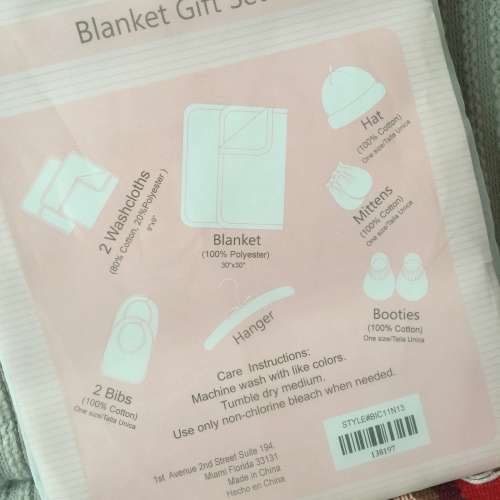 Blanket Gift Set
Hat
(100% Cotton)
One size/Talla Unica
2 Washcloths
(80% Cotton, 20%Polyester )
9"x9"
Mittens
(100% Cotton)
One size/Talla Unica
Blanket
(100% Polyester)
30"x30"
Booties
(100% Cotton)
One size/Talla Unica
Hanger
2 Bibs
(100% Cotton)
One size/Talla Unica
Care Instructions:
Machine wash with like colors.
Tumble dry medium.
Use only non-chlorine bleach when needed.
STYLE#BIC11N13
138197
1st. Avenue 2nd Street Suite 194.
Miami Florida 33131
Made in China
Hecho en China